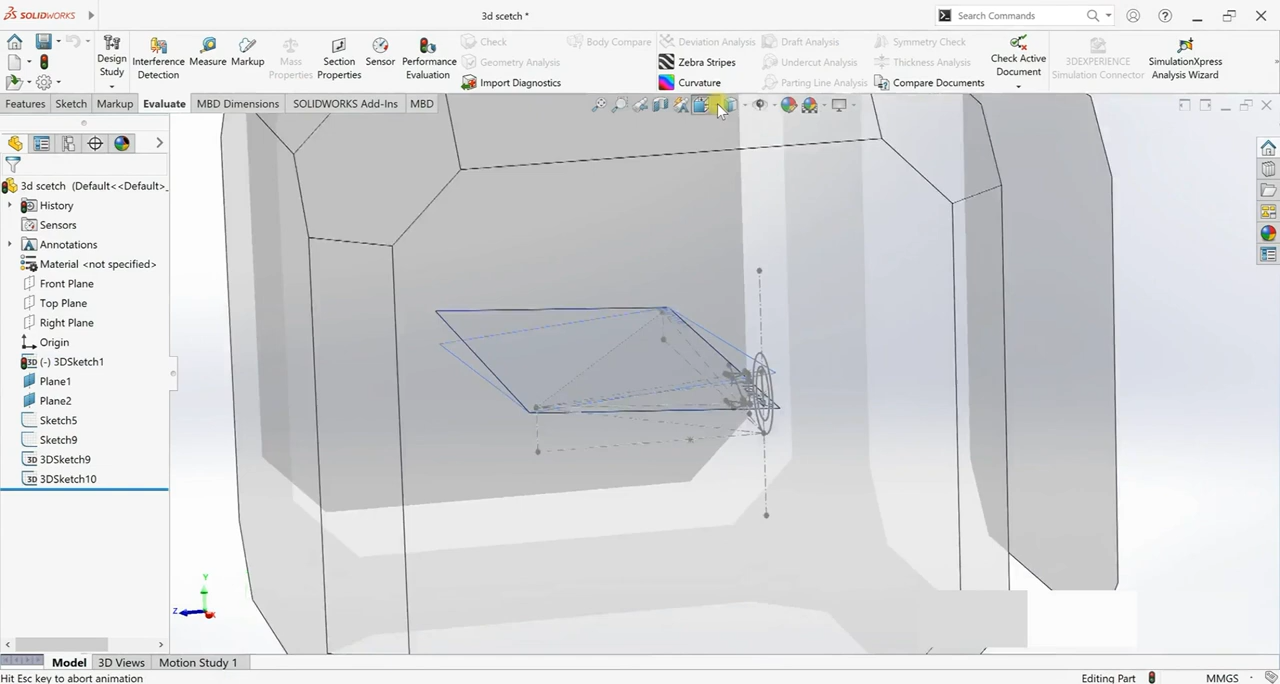 SOLIDWORKS
3d scetch *
Search Commands
Design Study
Interference Detection
Measure
Markup
Mass Properties
Section Properties
Sensor
Performance Evaluation
Check
Geometry Analysis
Import Diagnostics
Body Compare
Deviation Analysis
Zebra Stripes
Curvature
Draft Analysis
Undercut Analysis
Parting Line Analysis
Symmetry Check
Thickness Analysis
Compare Documents
Check Active Document
3DEXPERIENCE Simulation Connector
SimulationXpress Analysis Wizard
Features
Sketch
Markup
Evaluate
MBD Dimensions
SOLIDWORKS Add-Ins
MBD
3d scetch (Default<<Default>_
History
Sensors
Annotations
Material <not specified>
Front Plane
Top Plane
Right Plane
Origin
3D (-) 3DSketch1
Plane1
Plane2
Sketch5
Sketch9
3D 3DSketch9
3D 3DSketch10
Y
Z
X
Model
3D Views
Motion Study 1
Hit Esc key to abort animation
Editing Part
MMGS